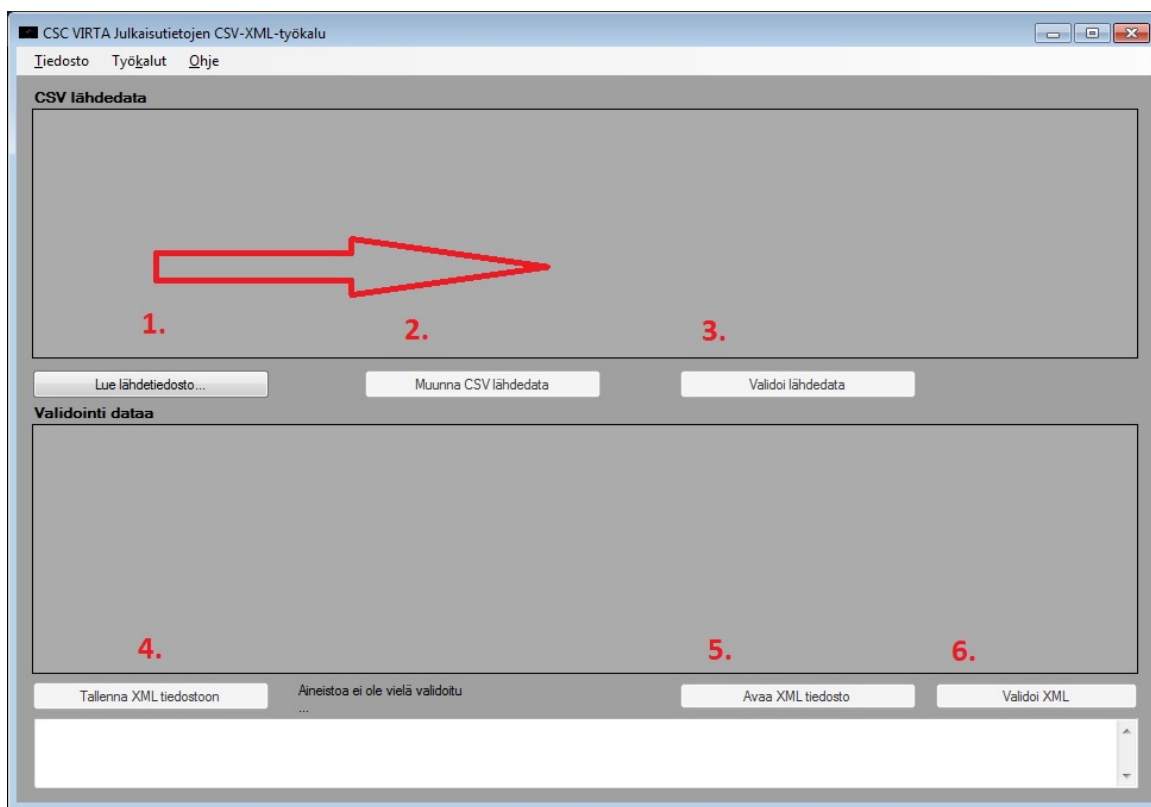 CSC VIRTA Julkaisutietojen CSV-XML-työkalu
Tiedosto Työkalut Ohje
CSV lähdedata
1. 2. 3.
Lue lähdetiedosto... Muunna CSV lähdedata Validoi lähdedata
Validointi dataa
4. 5. 6.
Tallenna XML tiedostoon Aineistoa ei ole vielä validoitu Avaa XML tiedosto Validoi XML
...